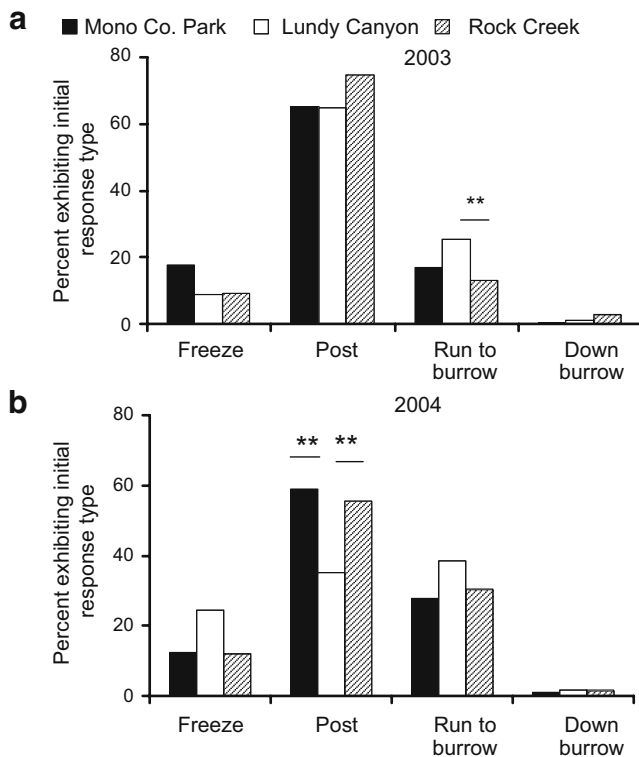 a
Mono Co. Park Lundy Canyon Rock Creek
2003
Percent exhibiting initial
response type
80
60
40
20
0
**
Freeze Post Run to Down
burrow burrow
b
2004
Percent exhibiting initial
response type
80
60
40
20
0
** **
Freeze Post Run to Down
burrow burrow